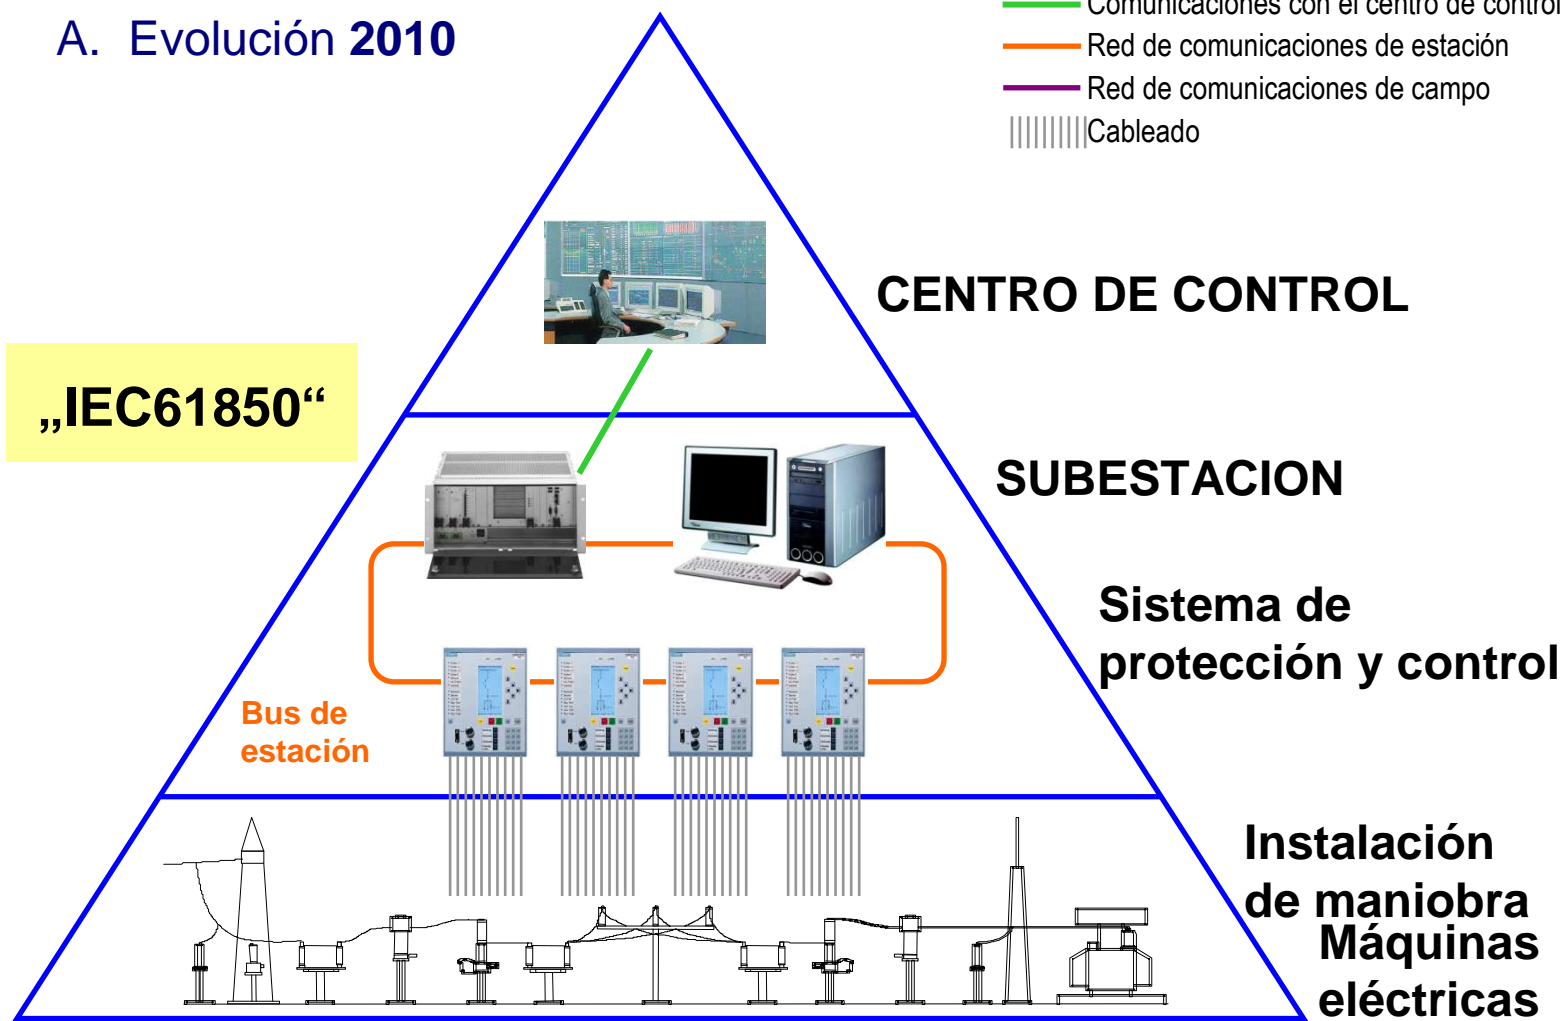 A. Evolución 2010
Comunicaciones con el centro de control
Red de comunicaciones de estación
Red de comunicaciones de campo
Cableado
CENTRO DE CONTROL
„IEC61850“
SUBESTACION
Sistema de
protección y control
Bus de
estación
Instalación
de maniobra
Máquinas
eléctricas